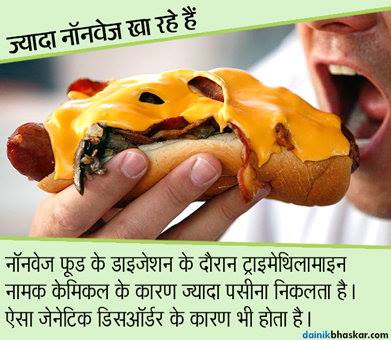 ज्यादा नॉनवेज खा रहे हैं
नॉनवेज फूड के डाइजेशन के दौरान ट्राइमेथिलामाइन
नामक केमिकल के कारण ज्यादा पसीना निकलता है।
ऐसा जेनेटिक डिसऑर्डर के कारण भी होता है।
dainikbhaskar.com